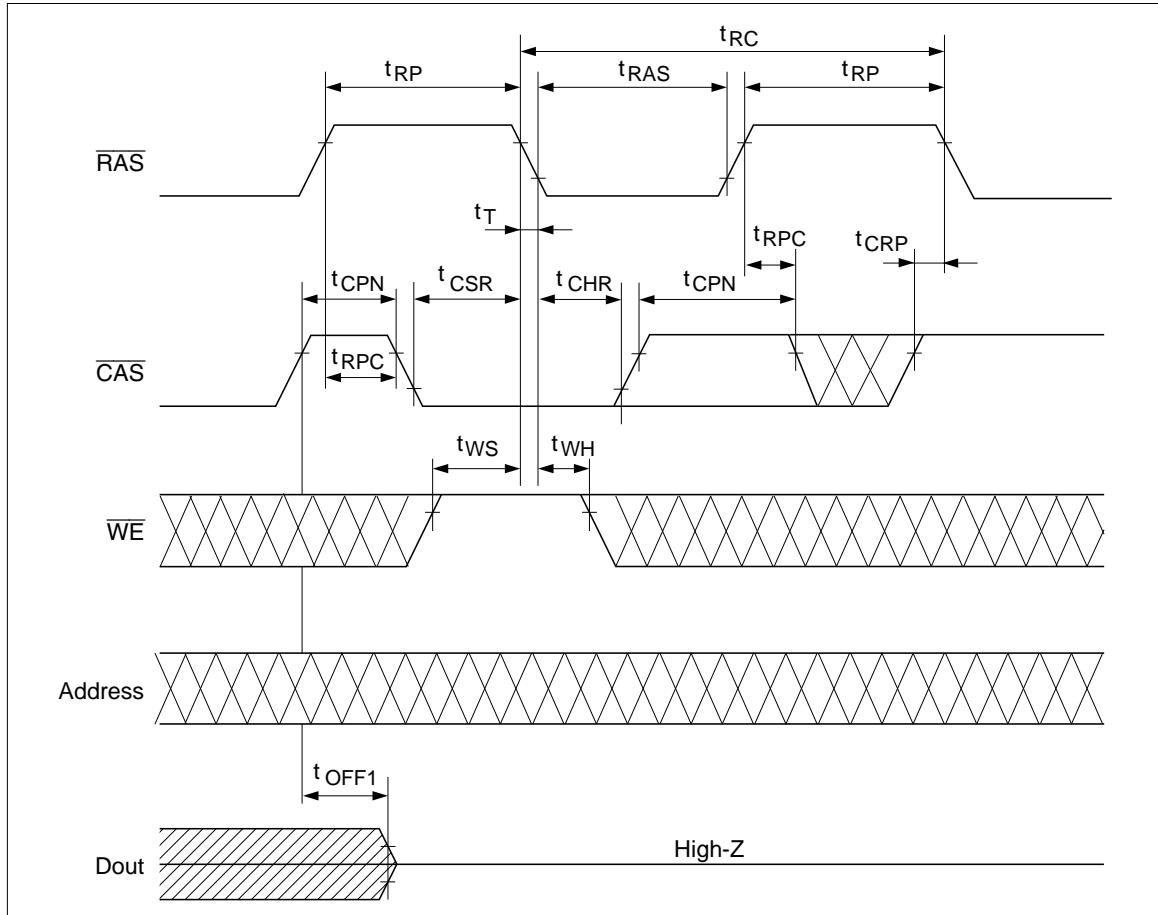 tRC
tRP
tRAS
tRP
RAS
tT
tRPC
tCRP
tCPN
tCSR
tCHR
tCPN
CAS
tRPC
tWS
tWH
WE
Address
tOFF1
Dout
High-Z